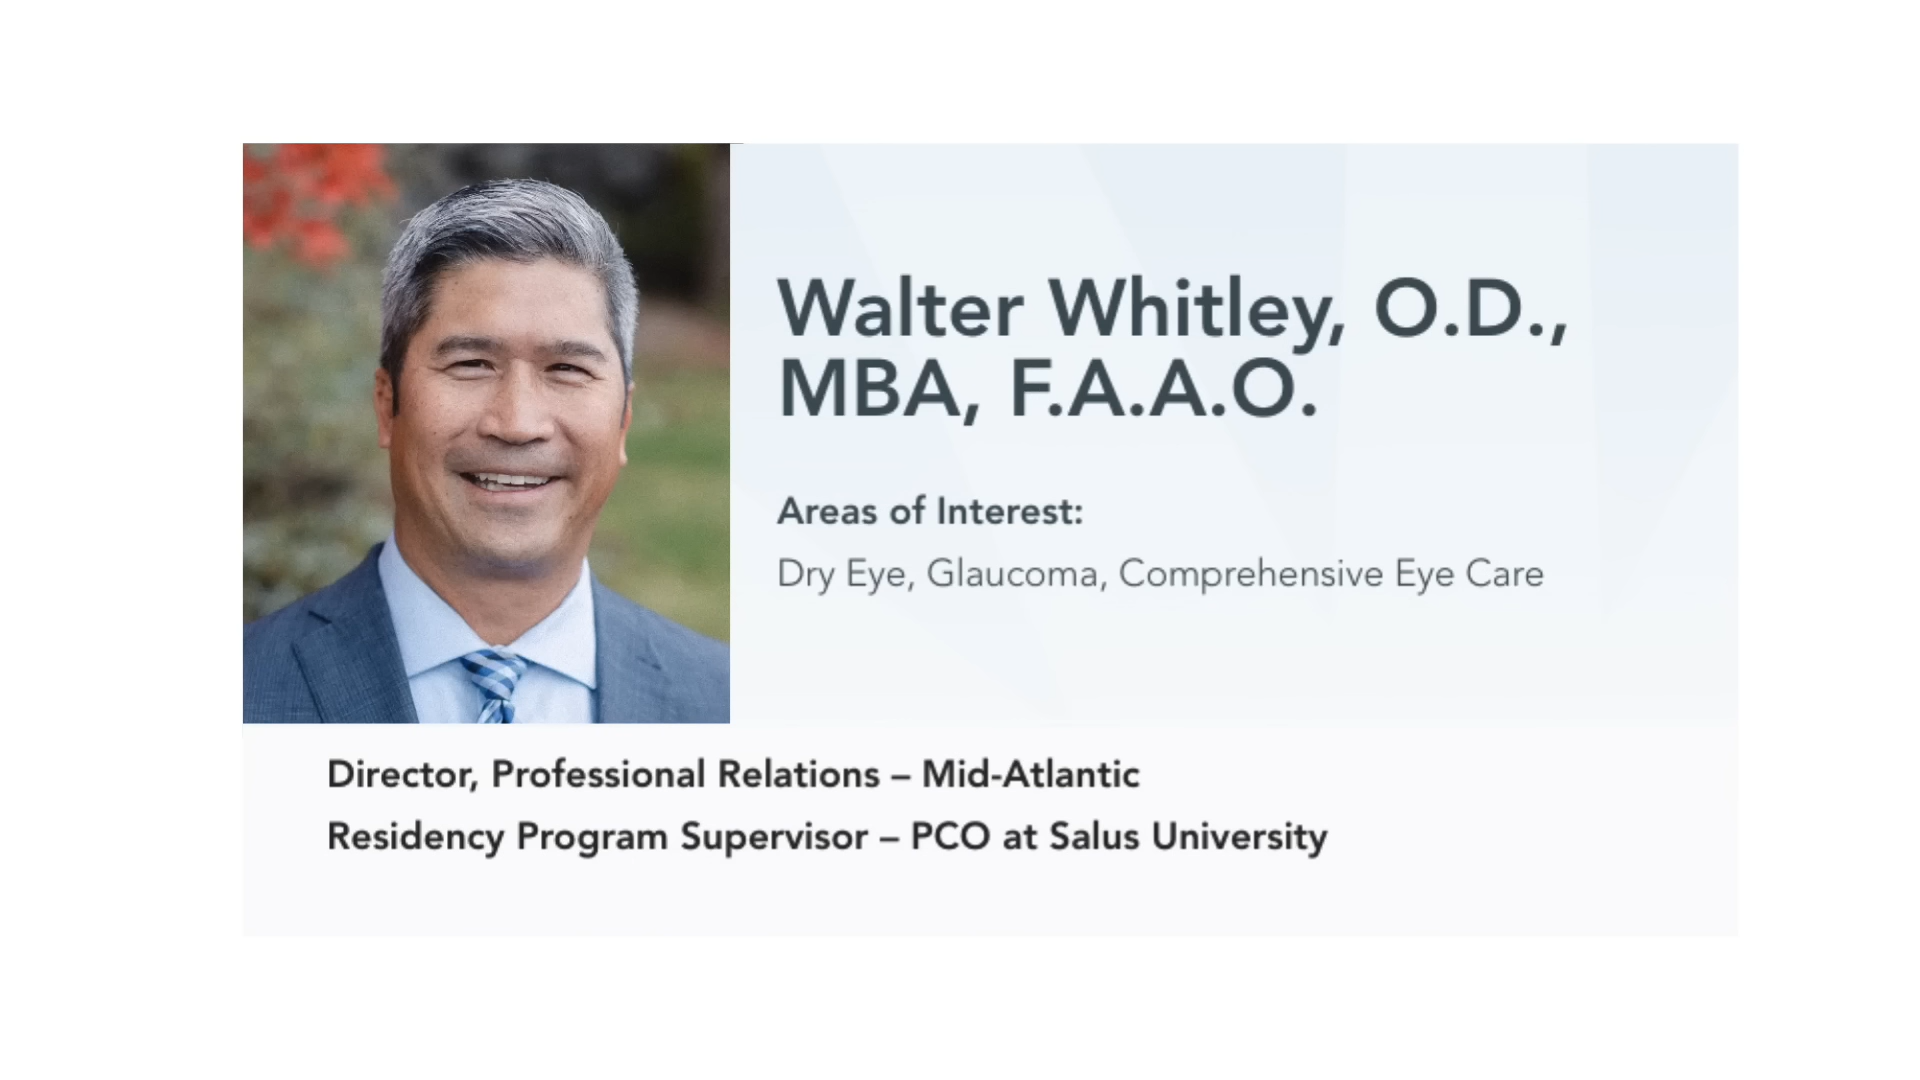 Walter Whitley, O.D.,
MBA, F.A.A.O.
Areas of Interest:
Dry Eye, Glaucoma, Comprehensive Eye Care
Director, Professional Relations – Mid-Atlantic
Residency Program Supervisor – PCO at Salus University